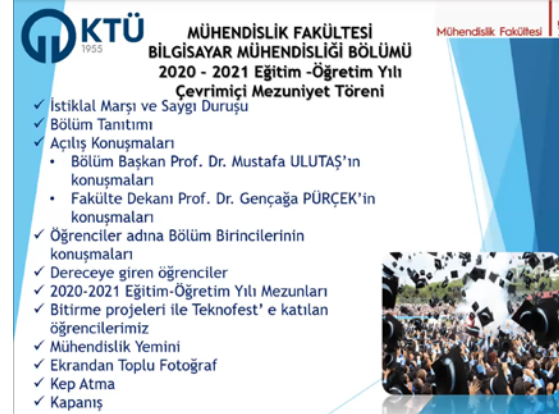 KTÜ
1955
MÜHENDİSLİK FAKÜLTESİ
BİLGİSAYAR MÜHENDİSLİĞİ BÖLÜMÜ
2020 - 2021 Eğitim -Öğretim Yılı
Çevrimiçi Mezuniyet Töreni
Mühendislik Fakültesi
✓ İstiklal Marşı ve Saygı Duruşu
✓ Bölüm Tanıtımı
✓ Açılış Konuşmaları
• Bölüm Başkan Prof. Dr. Mustafa ULUTAŞ’ın
konuşmaları
• Fakülte Dekanı Prof. Dr. Gençağa PÜRÇEK’in
konuşmaları
✓ Öğrenciler adına Bölüm Birincilerinin
konuşmaları
✓ Dereceye giren öğrenciler
✓ 2020-2021 Eğitim-Öğretim Yılı Mezunları
✓ Bitirme projeleri ile Teknofest’ e katılan
öğrencilerimiz
✓ Mühendislik Yemini
✓ Ekrandan Toplu Fotoğraf
✓ Kep Atma
✓ Kapanış